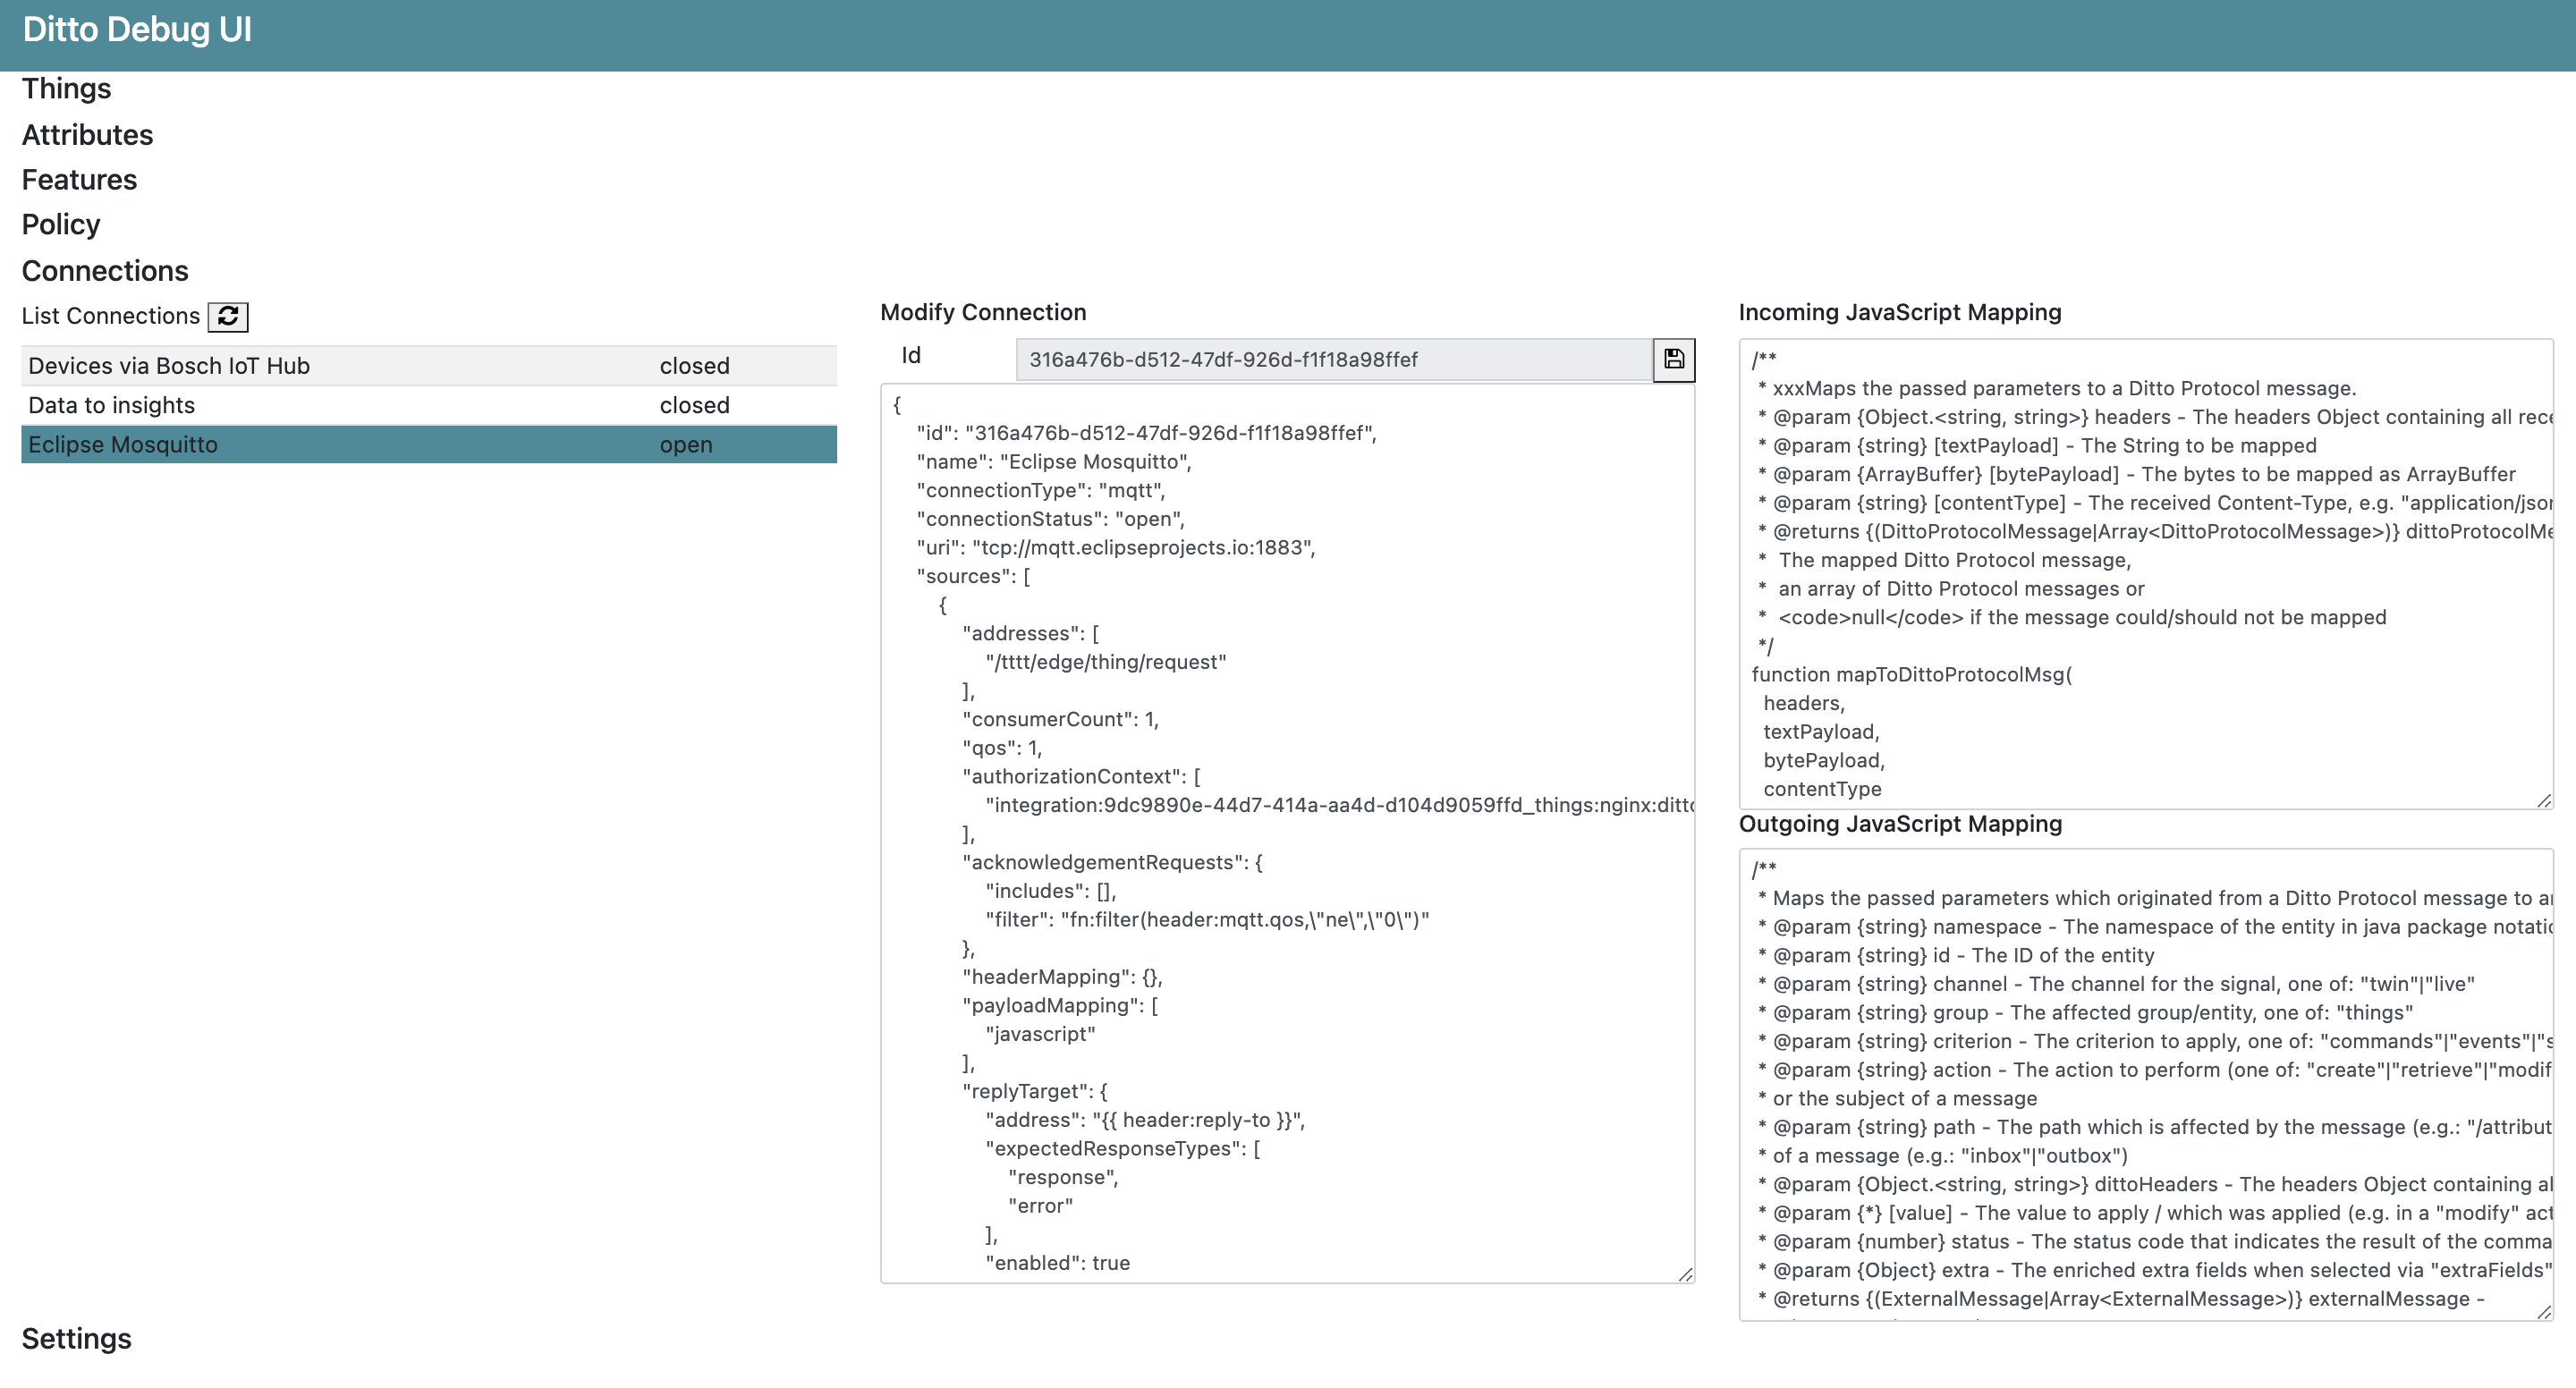 Ditto Debug UI
Things
Attributes
Features
Policy
Connections
List Connections
Devices via Bosch IoT Hub closed
Data to insights closed
Eclipse Mosquitto open
Modify Connection
Id 316a476b-d512-47df-926d-f1f18a98ffef
{
"id": "316a476b-d512-47df-926d-f1f18a98ffef",
"name": "Eclipse Mosquitto",
"connectionType": "mqtt",
"connectionStatus": "open",
"uri": "tcp://mqtt.eclipseprojects.io:1883",
"sources": [
{
"addresses": [
"/tttt/edge/thing/request"
],
"consumerCount": 1,
"qos": 1,
"authorizationContext": [
"integration:9dc9890e-44d7-414a-aa4d-d104d9059ffd_things:nginx:ditto
],
"acknowledgementRequests": {
"includes": [],
"filter": "fn:filter(header:mqtt.qos,\"ne\",\"0\")"
},
"headerMapping": {},
"payloadMapping": [
"javascript"
],
"replyTarget": {
"address": "{{ header:reply-to }}",
"expectedResponseTypes": [
"response",
"error"
],
"enabled": true
Incoming JavaScript Mapping
/**
* xxxMaps the passed parameters to a Ditto Protocol message.
* @param {Object.<string, string>} headers - The headers Object containing all rece
* @param {string} [textPayload] - The String to be mapped
* @param {ArrayBuffer} [bytePayload] - The bytes to be mapped as ArrayBuffer
* @param {string} [contentType] - The received Content-Type, e.g. "application/json
* @returns {(DittoProtocolMessage|Array<DittoProtocolMessage>)} dittoProtocolMe
* The mapped Ditto Protocol message,
* an array of Ditto Protocol messages or
* <code>null</code> if the message could/should not be mapped
*/
function mapToDittoProtocolMsg(
headers,
textPayload,
bytePayload,
contentType
Outgoing JavaScript Mapping
/**
* Maps the passed parameters which originated from a Ditto Protocol message to an
* @param {string} namespace - The namespace of the entity in java package notatio
* @param {string} id - The ID of the entity
* @param {string} channel - The channel for the signal, one of: "twin"|"live"
* @param {string} group - The affected group/entity, one of: "things"
* @param {string} criterion - The criterion to apply, one of: "commands"|"events"|"s
* @param {string} action - The action to perform (one of: "create"|"retrieve"|"modif
* or the subject of a message
* @param {string} path - The path which is affected by the message (e.g.: "/attribut
* of a message (e.g.: "inbox"|"outbox")
* @param {Object.<string, string>} dittoHeaders - The headers Object containing al
* @param {*} [value] - The value to apply / which was applied (e.g. in a "modify" act
* @param {number} status - The status code that indicates the result of the comma
* @param {Object} extra - The enriched extra fields when selected via "extraFields"
* @returns {(ExternalMessage|Array<ExternalMessage>)} externalMessage -
Settings